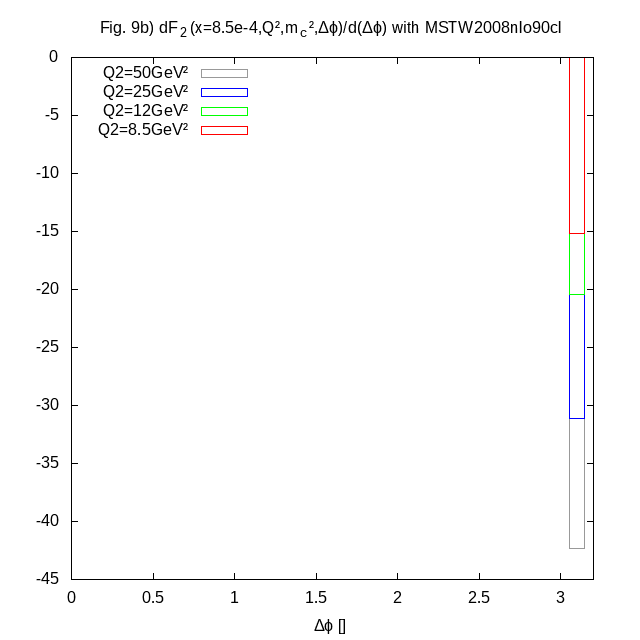 Fig. 9b) dF₂(x=8.5e-4,Q²,m꜀²,Δϕ)/d(Δϕ) with MSTW2008nlo90cl
Q2=50GeV²
Q2=25GeV²
Q2=12GeV²
Q2=8.5GeV²
0
-5
-10
-15
-20
-25
-30
-35
-40
-45
0 0.5 1 1.5 2 2.5 3
Δϕ []